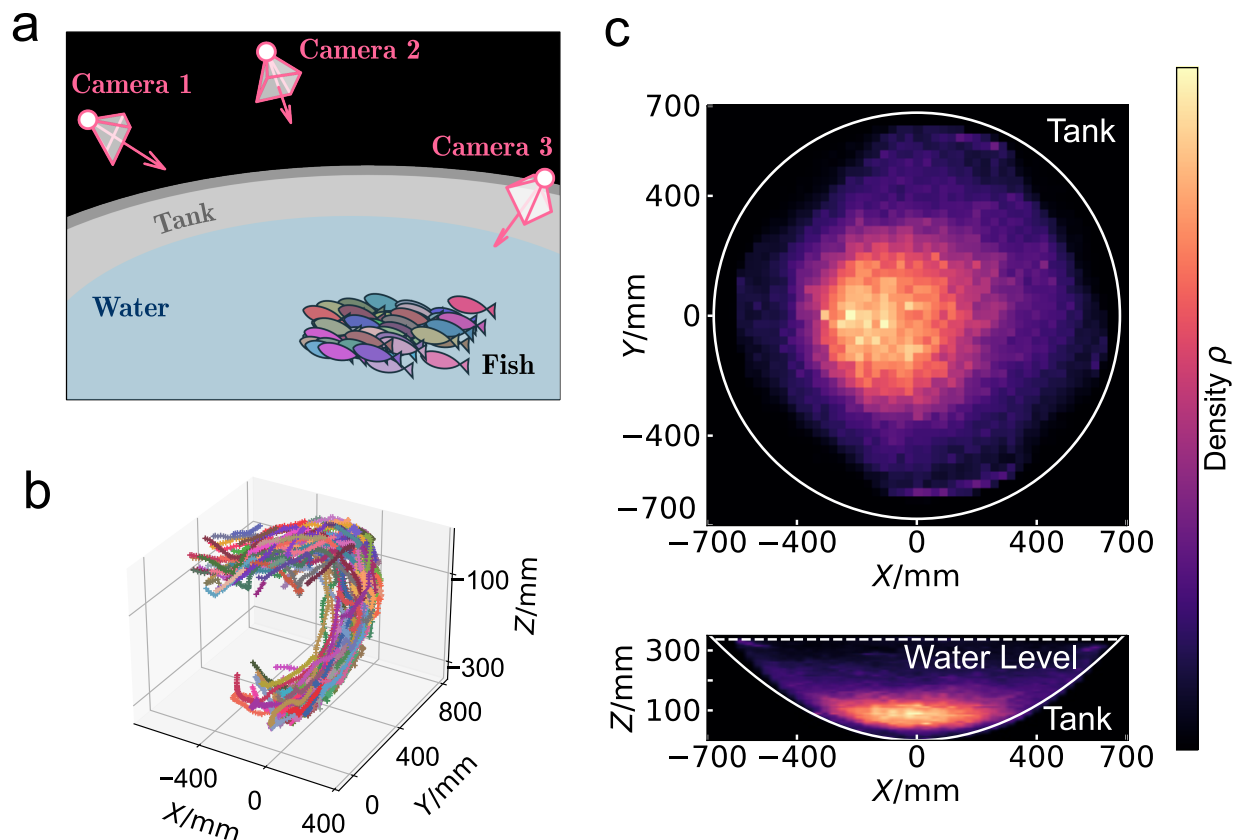 a
Camera 1
Camera 2
Camera 3
Tank
Water
Fish
b
−100
−300
Z/mm
800
400
0
Y/mm
−400
0
400
X/mm
c
700
400
0
−400
−700
Y/mm
Tank
−700
−400
0
400
700
X/mm
300
100
Z/mm
Water Level
Tank
−700
−400
0
400
700
X/mm
Density ρ